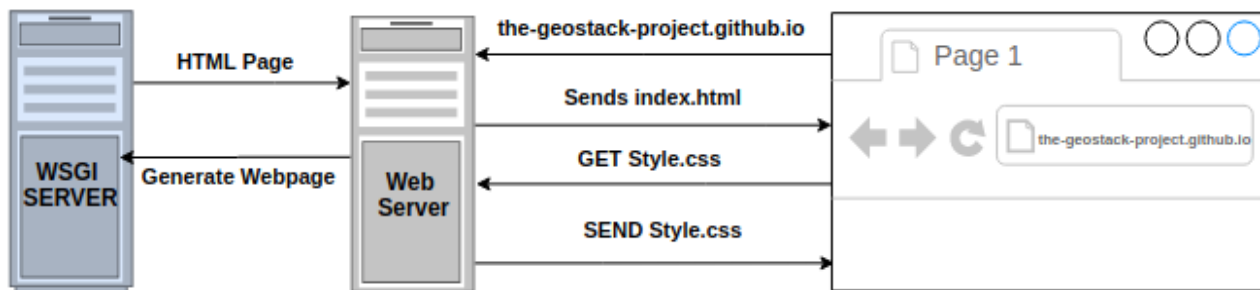 the-geostack-project.github.io
HTML Page
Sends index.html
GET Style.css
Generate Webpage
SEND Style.css
WSGI
SERVER
Web
Server
Page 1
the-geostack-project.github.io